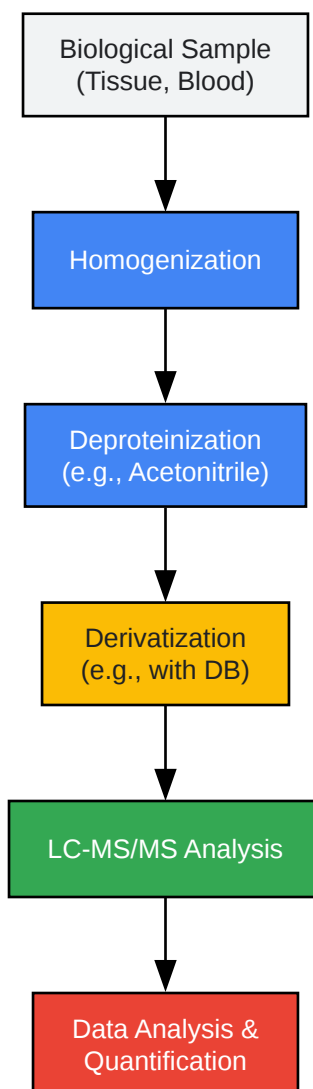 Biological Sample
(Tissue, Blood)
Homogenization
Deproteinization
(e.g., Acetonitrile)
Derivatization
(e.g., with DB)
LC-MS/MS Analysis
Data Analysis &
Quantification